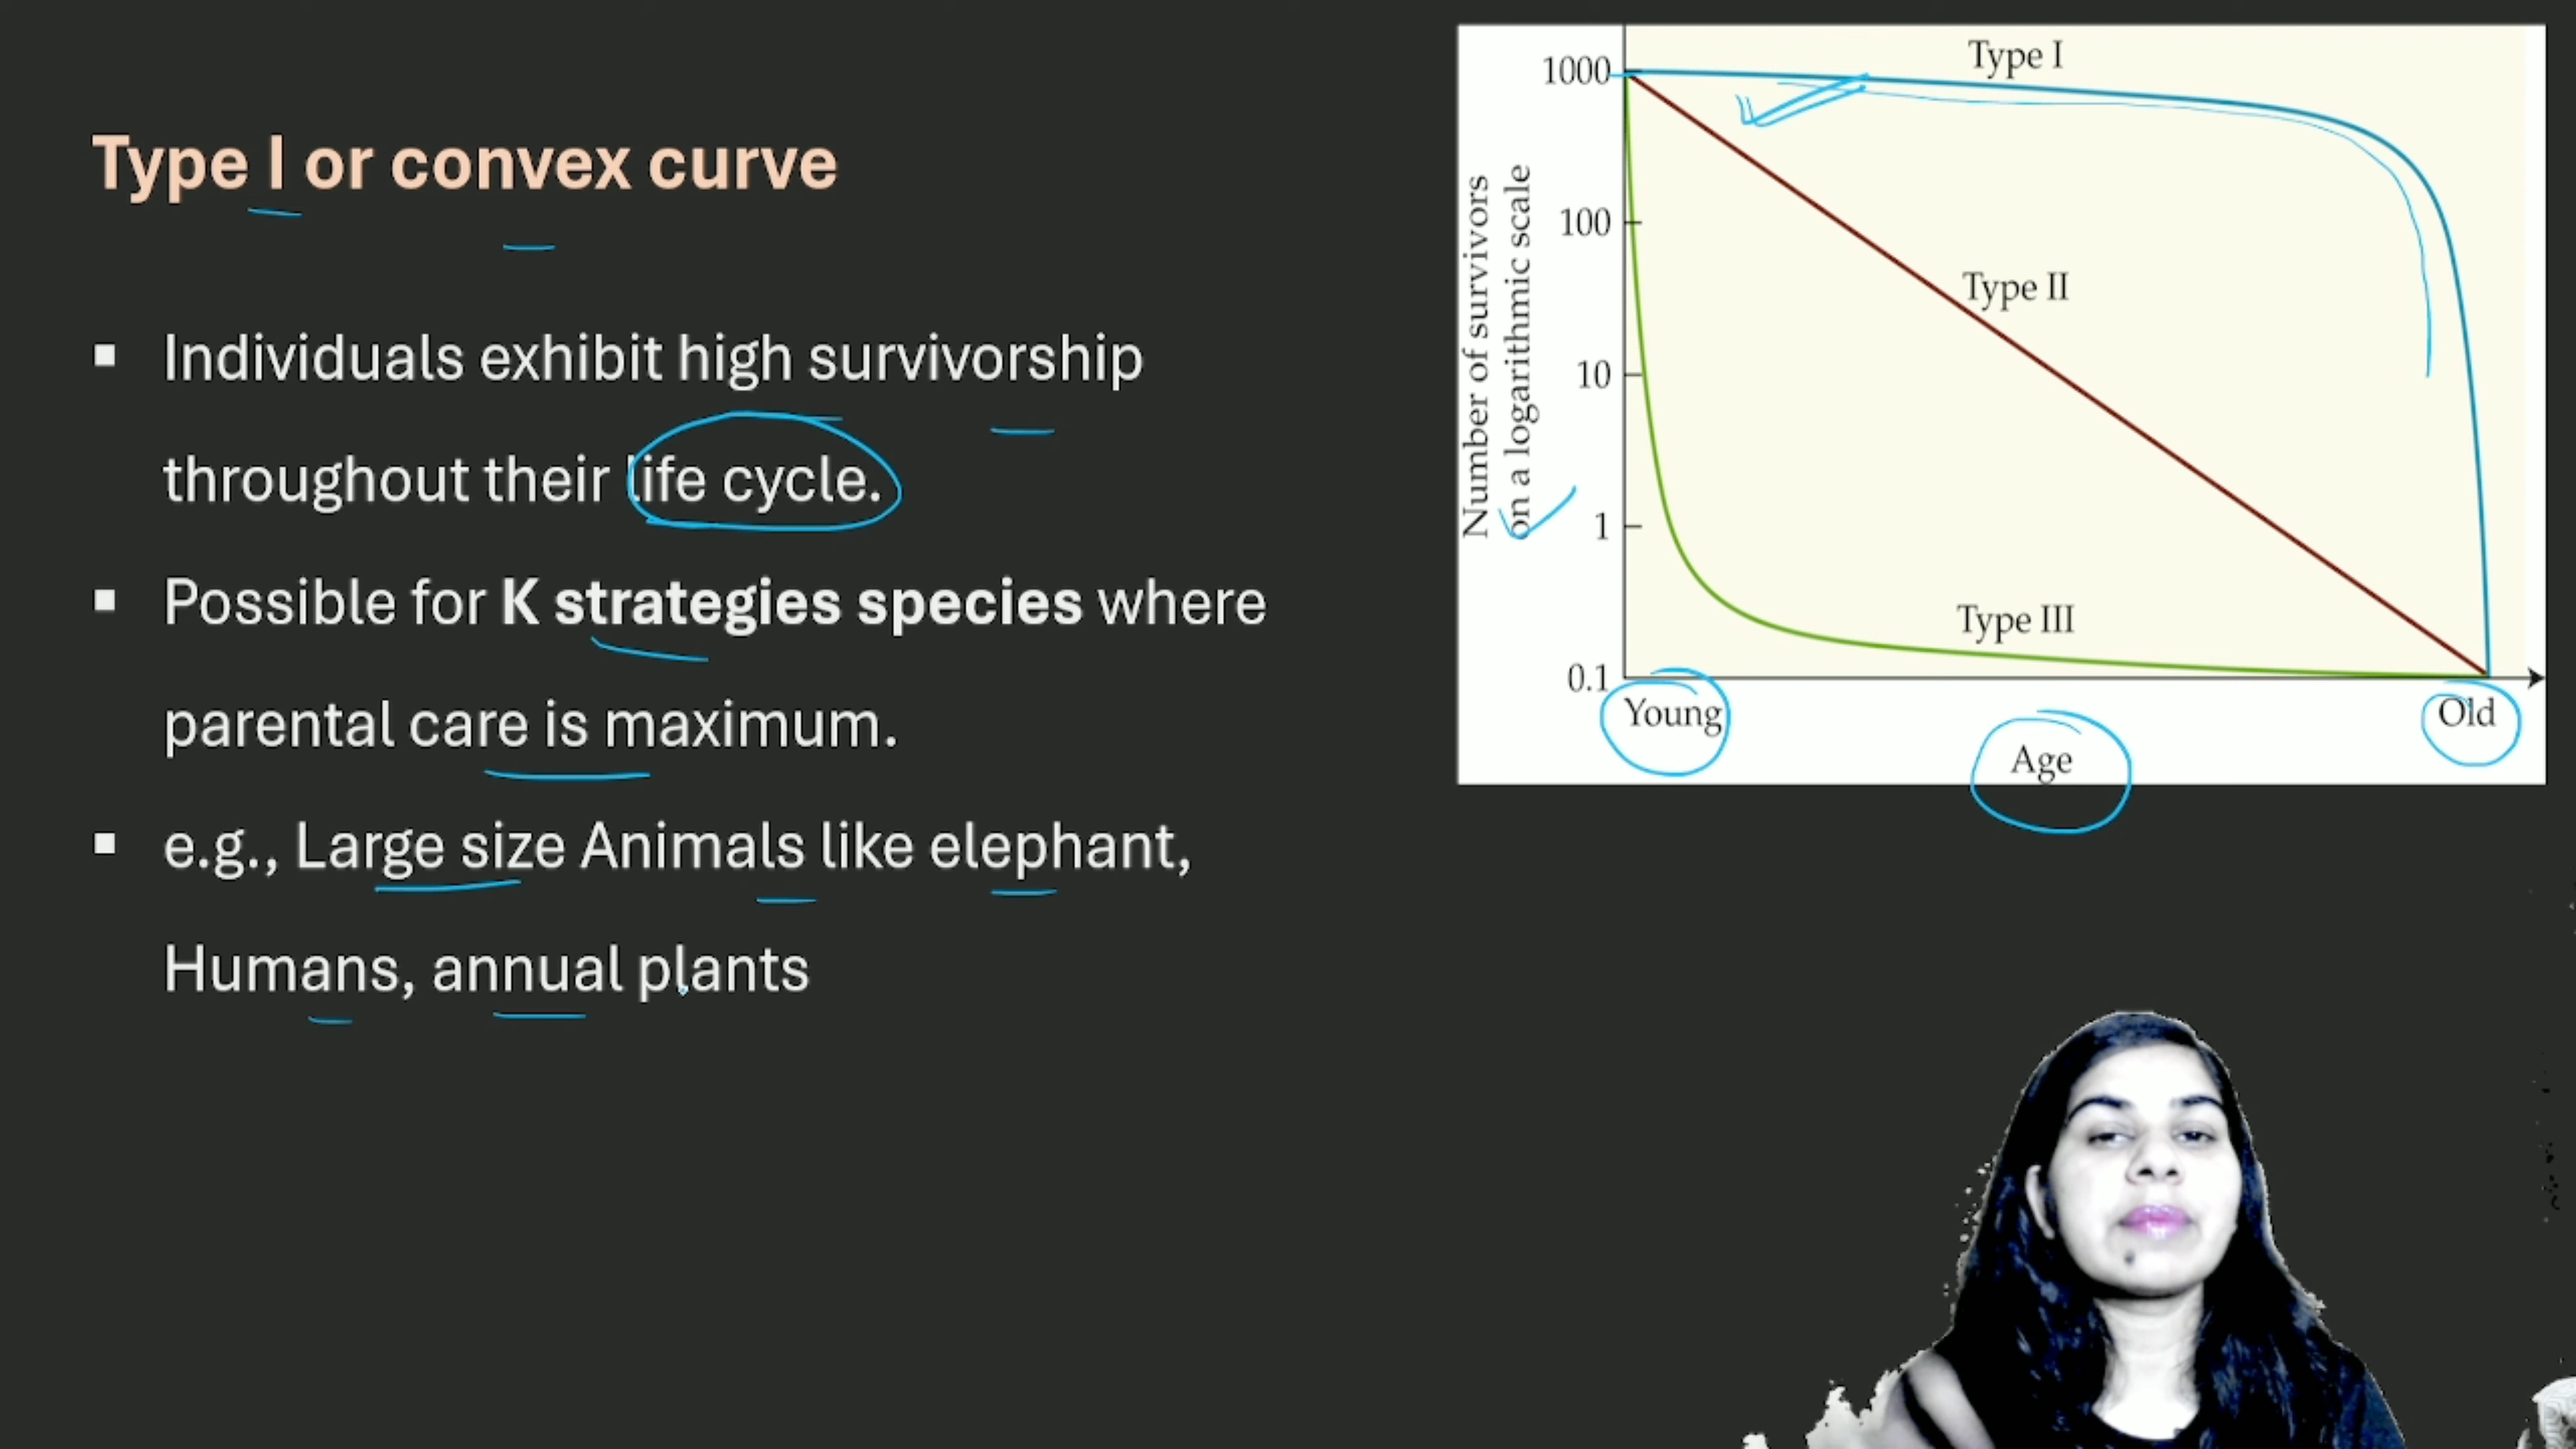 Type I or convex curve
▪ Individuals exhibit high survivorship
throughout their life cycle.
▪ Possible for K strategies species where
parental care is maximum.
▪ e.g., Large size Animals like elephant,
Humans, annual plants
Number of survivors
on a logarithmic scale
1000
100
10
1
0.1
Type I
Type II
Type III
Young
Old
Age